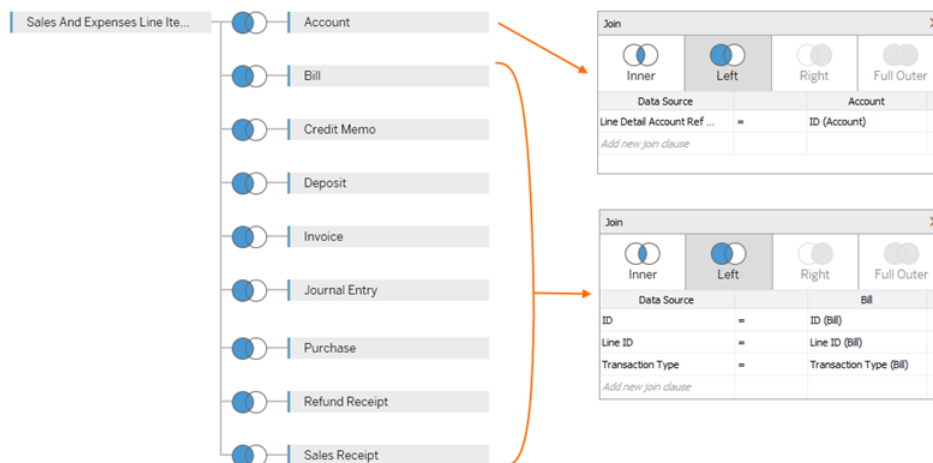 Sales And Expenses Line Ite...
Account
Bill
Credit Memo
Deposit
Invoice
Journal Entry
Purchase
Refund Receipt
Sales Receipt
Join
Inner Left Right Full Outer
Data Source Account
Line Detail Account Ref ... = ID (Account)
Add new join clause
Join
Inner Left Right Full Outer
Data Source Bill
ID = ID (Bill)
Line ID = Line ID (Bill)
Transaction Type = Transaction Type (Bill)
Add new join clause